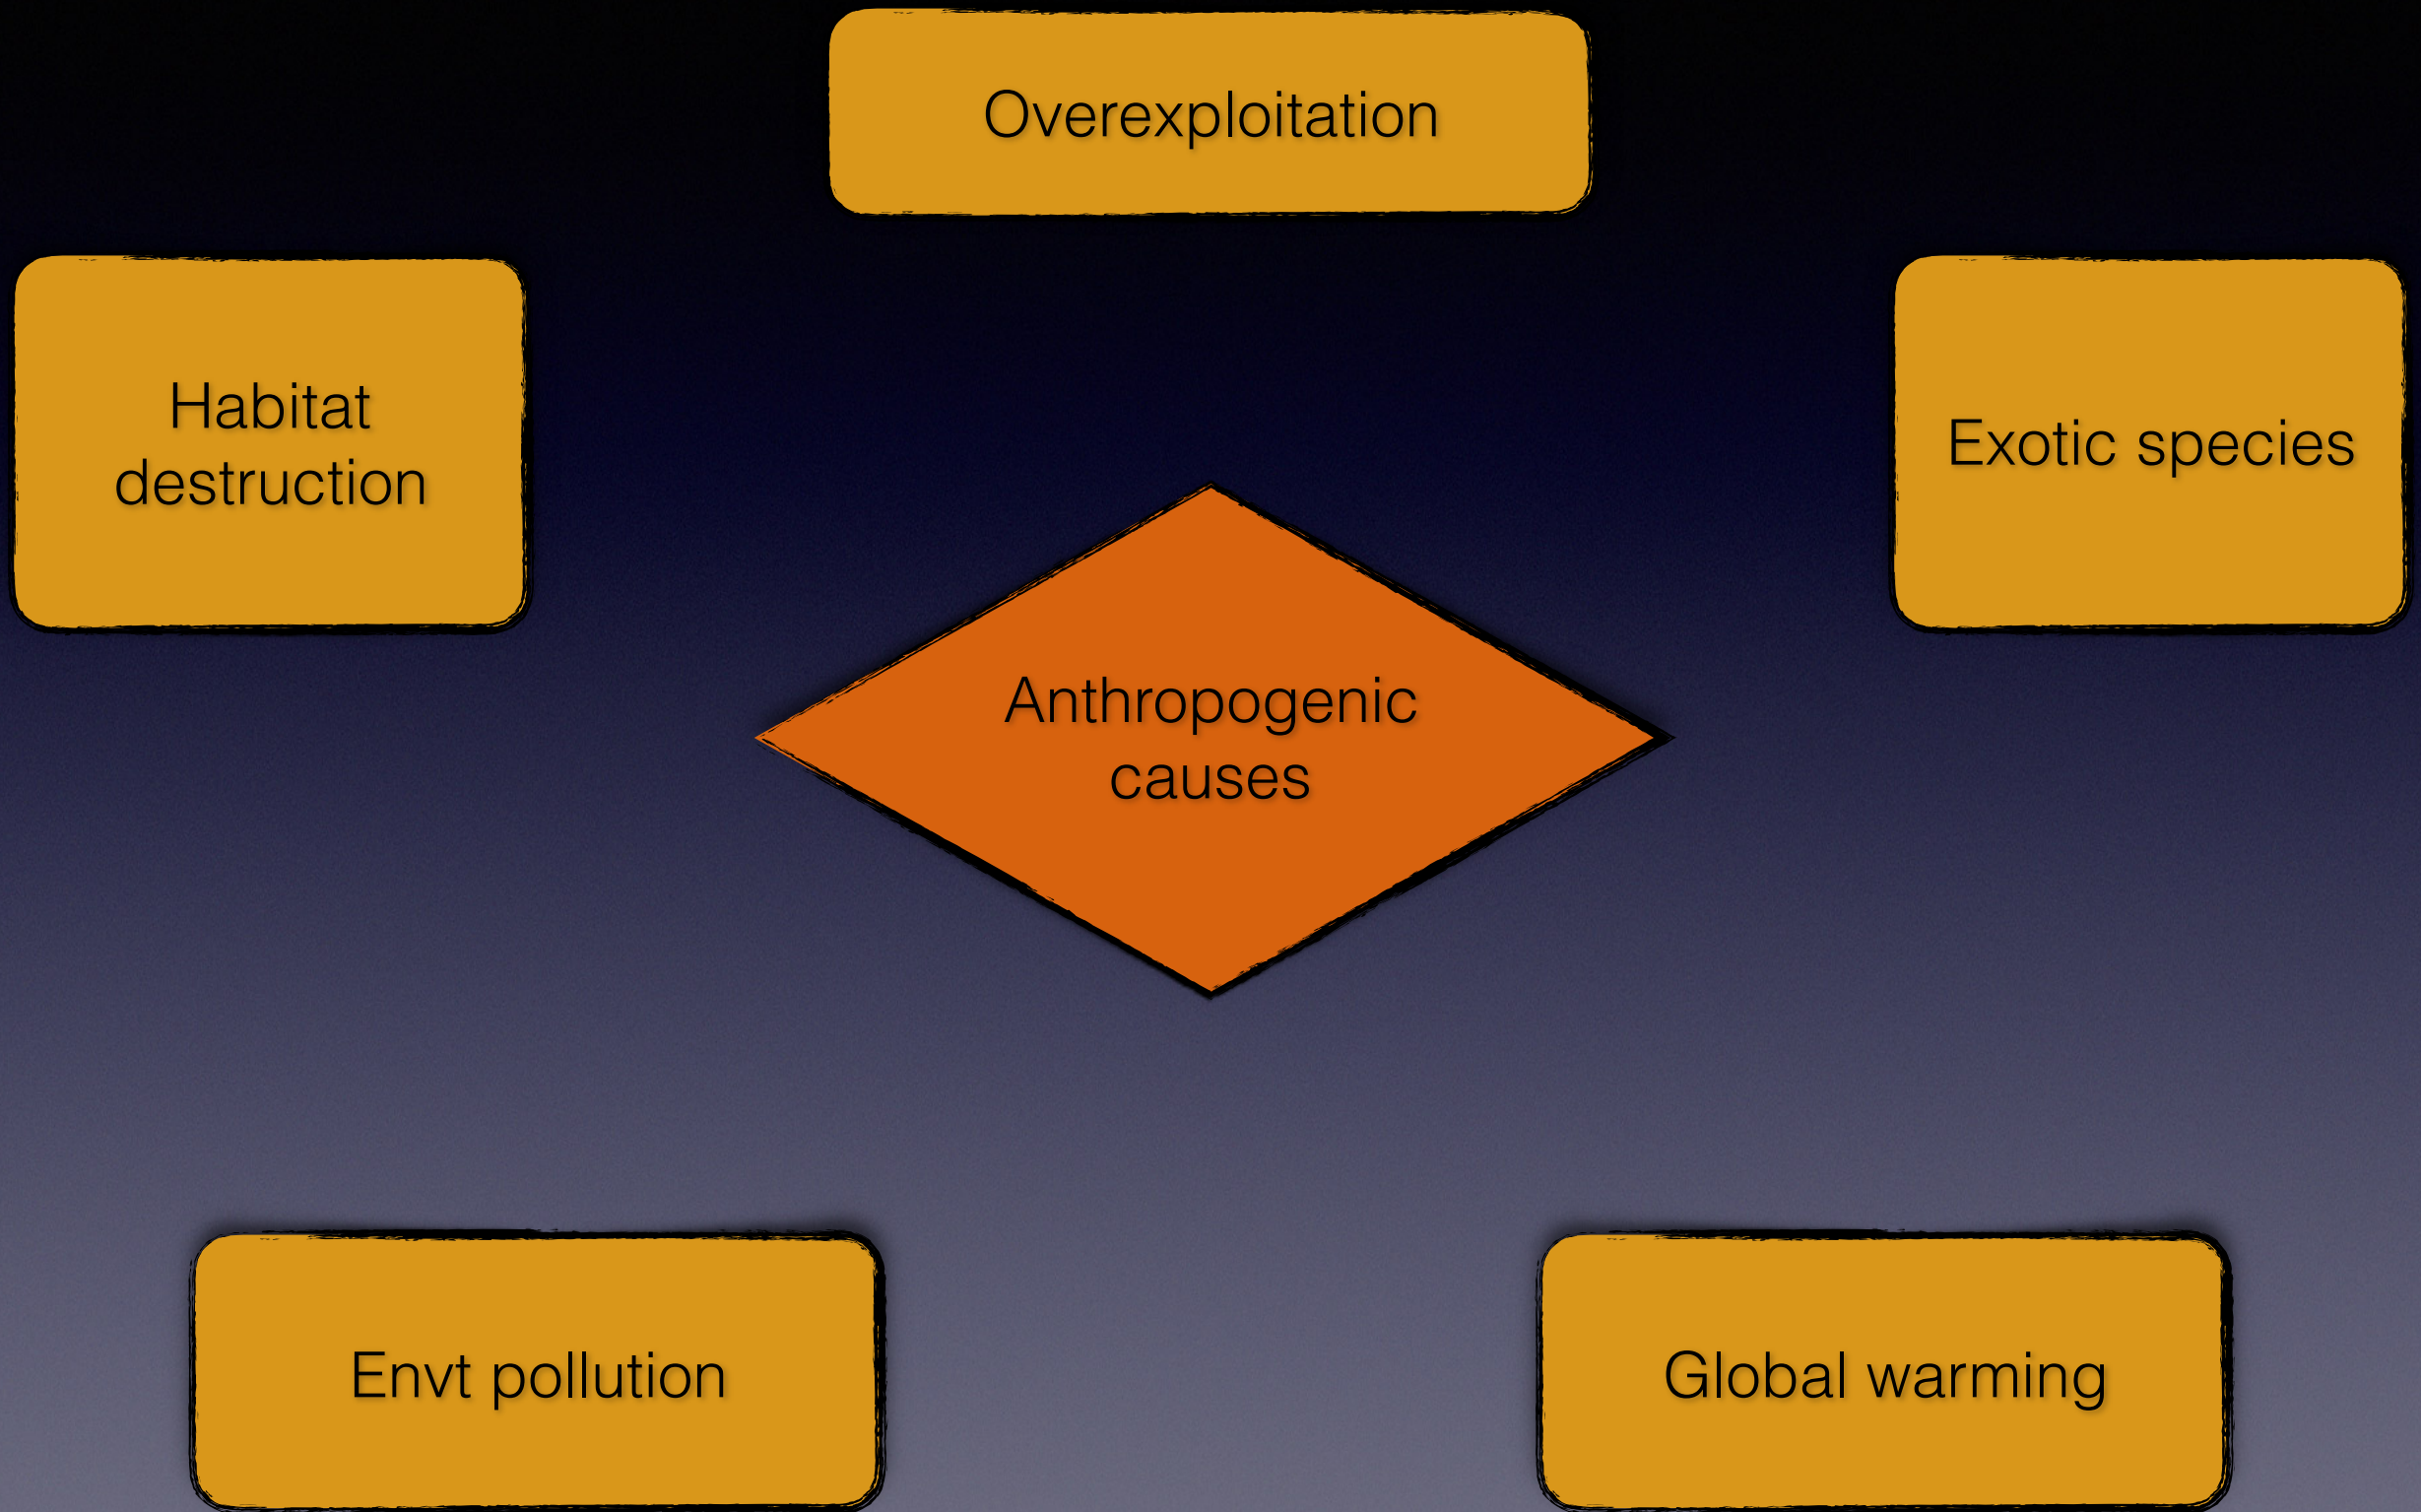 Overexploitation
Habitat
destruction
Exotic species
Anthropogenic
causes
Envt pollution
Global warming